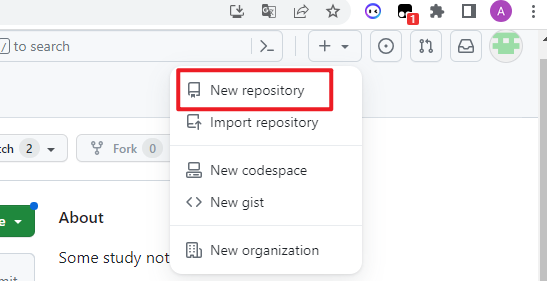 A
1
/ to search
New repository
Import repository
tch 2
Fork 0
New codespace
New gist
e
About
New organization
Some study not
mit